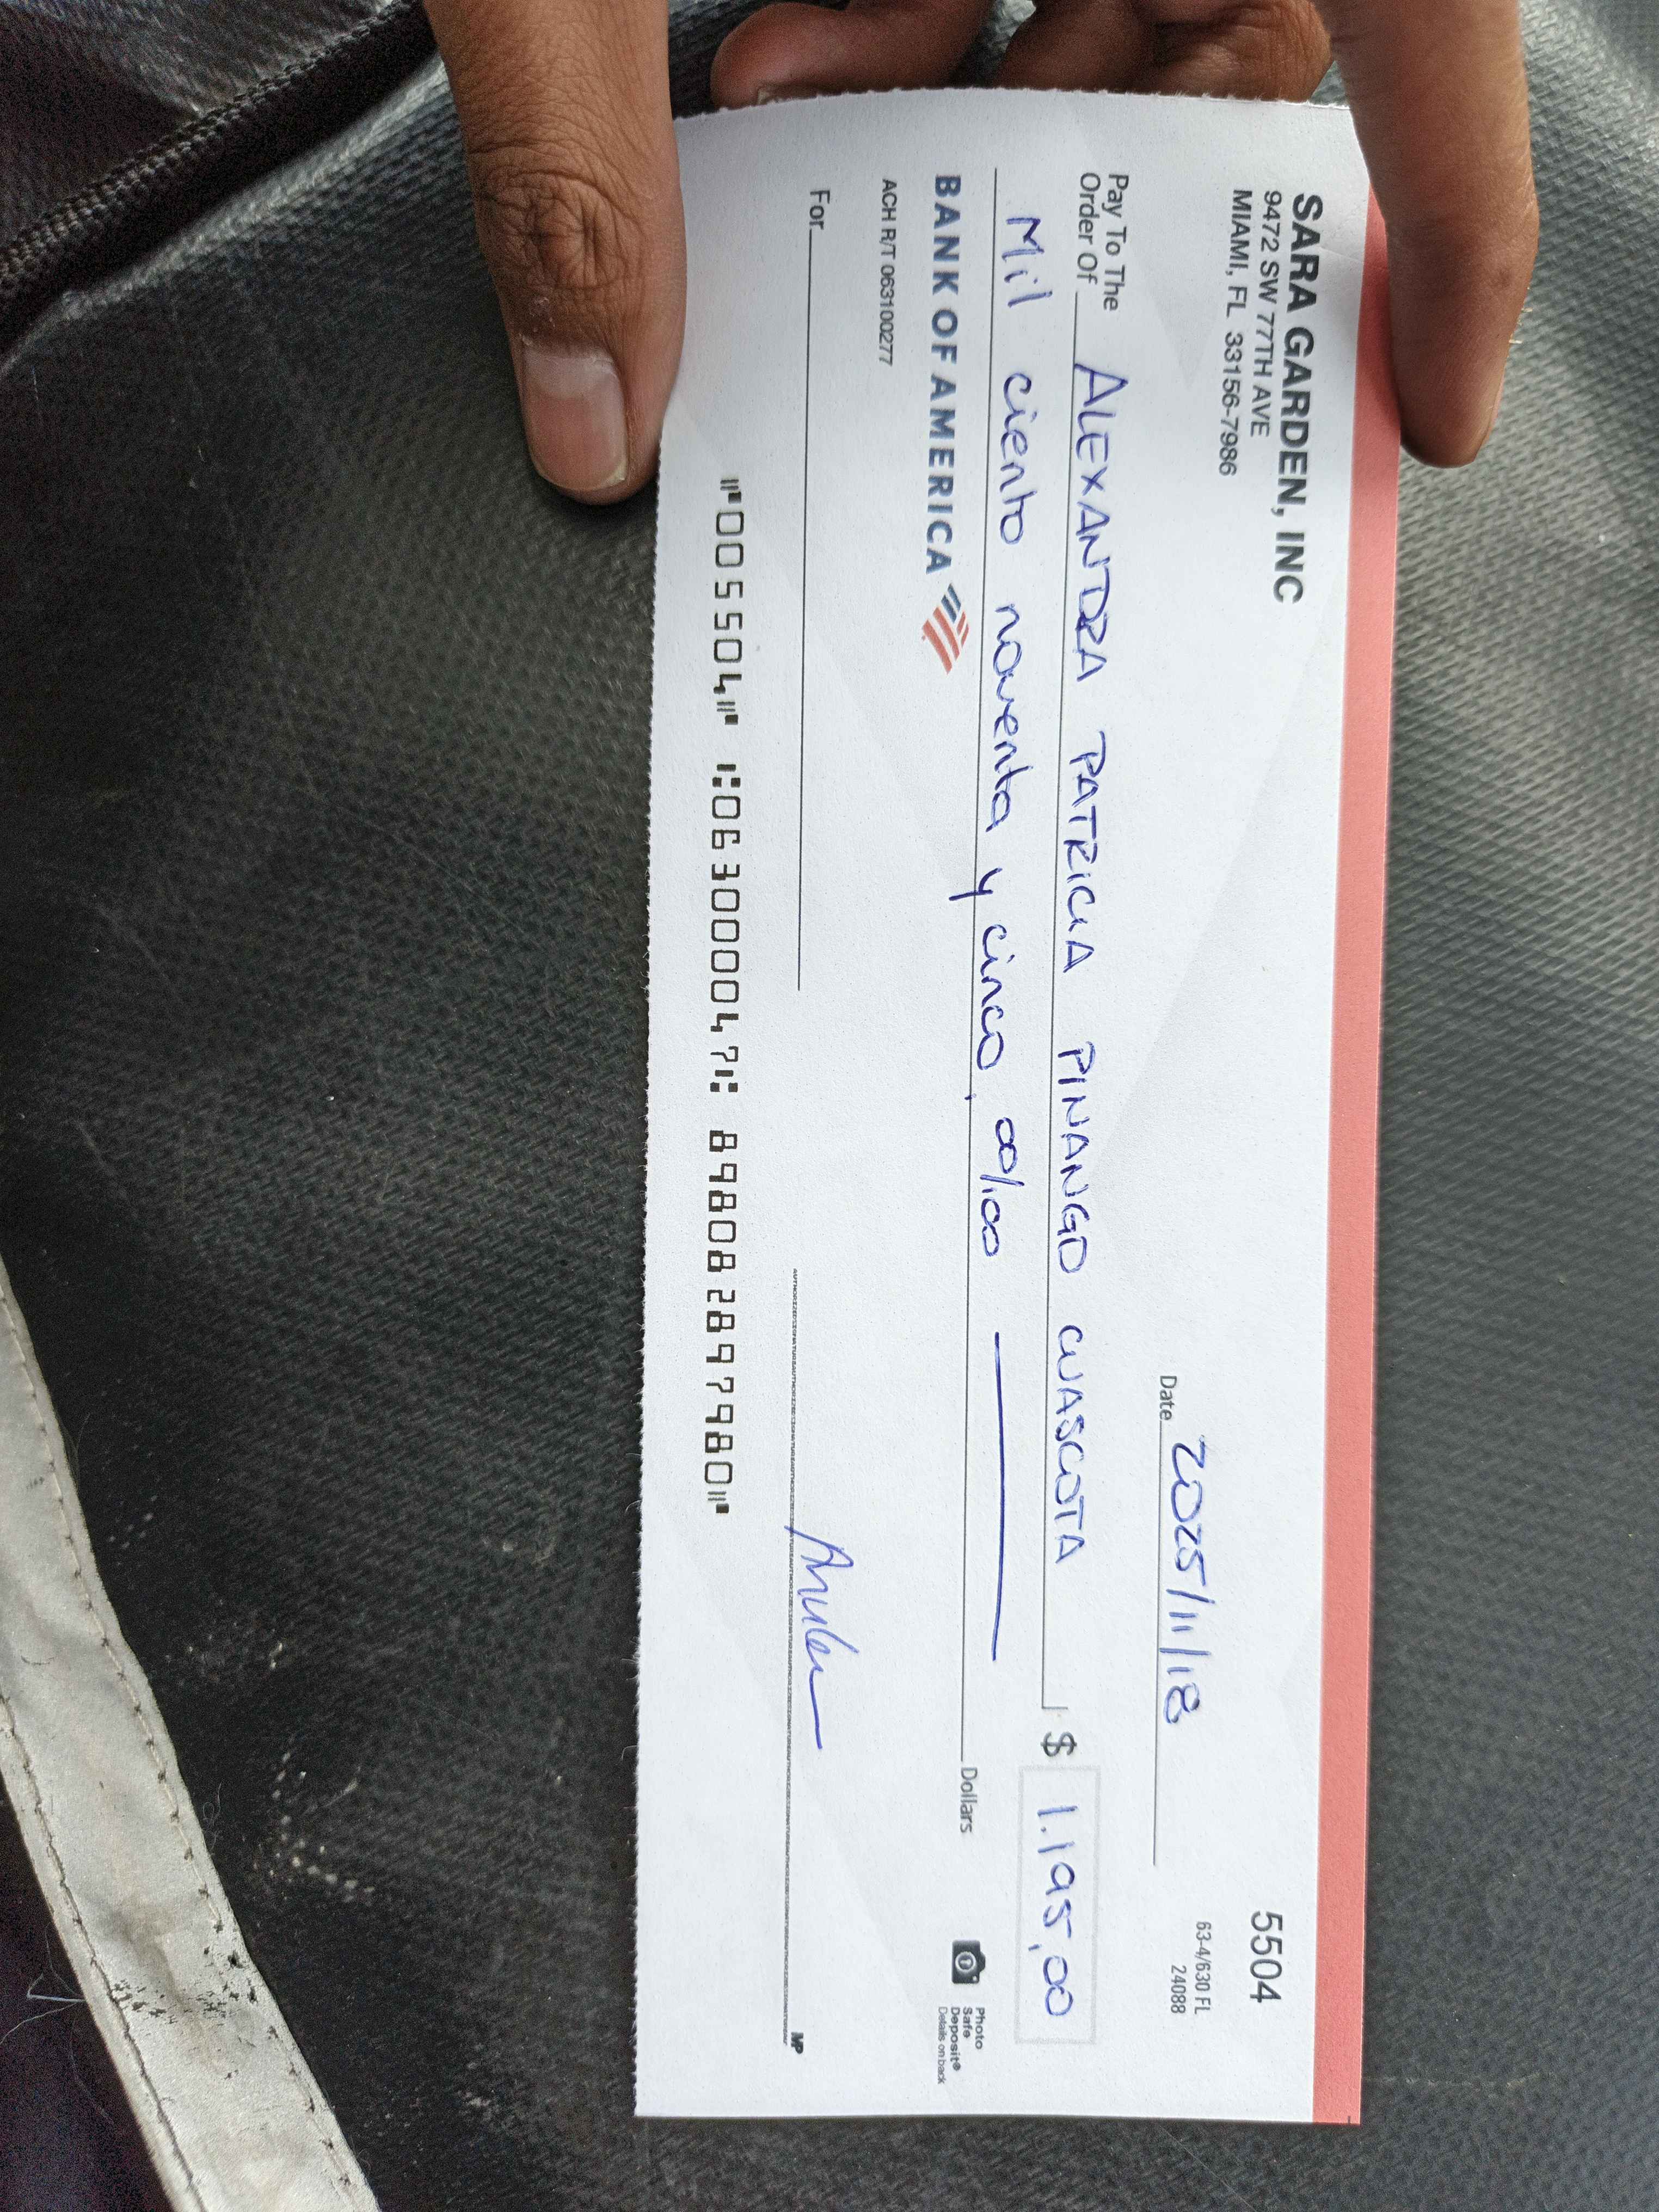 SARA GARDEN, INC
9472 SW 77TH AVE
MIAMI, FL 33156-7986
5504
63-4/630 FL
24088
Date 2025/11/18
Pay To The
Order Of ALEXANDRA PATRICIA PINANGO CUASCOTA $ 1.195,00
Mil ciento noventa y cinco, 00/100 Dollars
Photo
Safe
Deposit®
Details on back
BANK OF AMERICA
ACH R/T 063100277
For
MP
⑈005504⑈ ⑆063000047⑆ 898082897980⑈